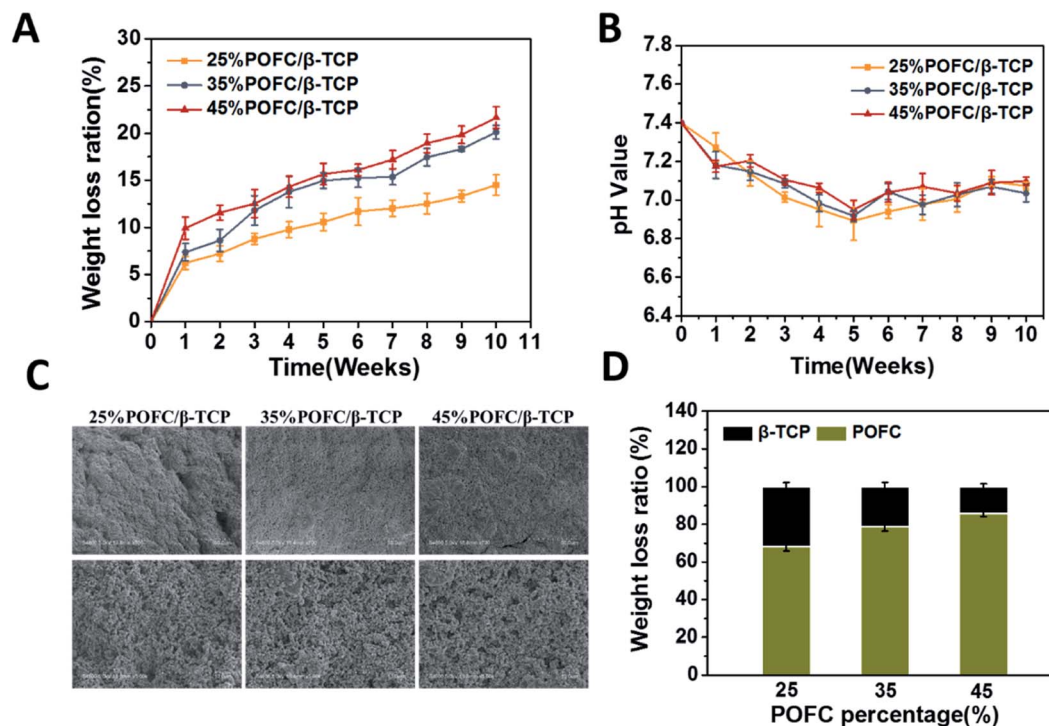 A
30
25
20
15
10
5
0
Weight loss ration(%)
25%POFC/β-TCP
35%POFC/β-TCP
45%POFC/β-TCP
0 1 2 3 4 5 6 7 8 9 10 11
Time(Weeks)
B
7.8
7.6
7.4
7.2
7.0
6.8
6.6
6.4
pH Value
25%POFC/β-TCP
35%POFC/β-TCP
45%POFC/β-TCP
0 1 2 3 4 5 6 7 8 9 10
Time(Weeks)
C
25%POFC/β-TCP 35%POFC/β-TCP 45%POFC/β-TCP
D
140
120
100
80
60
40
20
0
Weight loss ratio (%)
β-TCP POFC
25 35 45
POFC percentage(%)